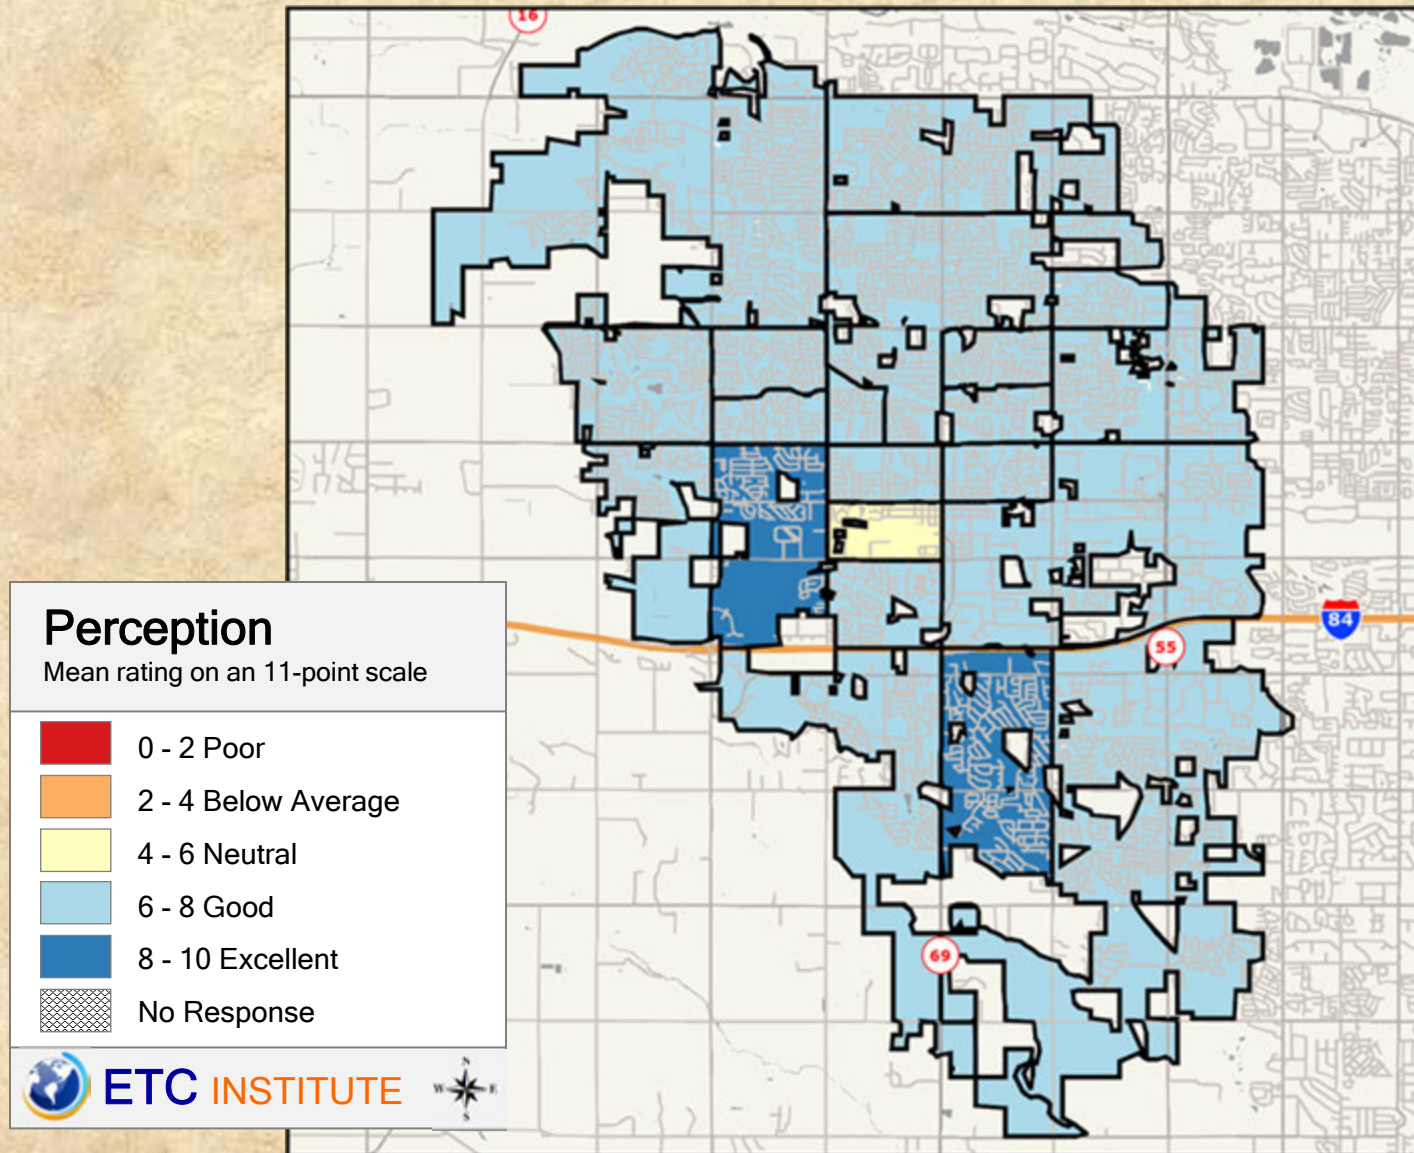 16
84
55
69
Perception
Mean rating on an 11-point scale
0 - 2 Poor
2 - 4 Below Average
4 - 6 Neutral
6 - 8 Good
8 - 10 Excellent
No Response
ETC INSTITUTE
N
W E
S